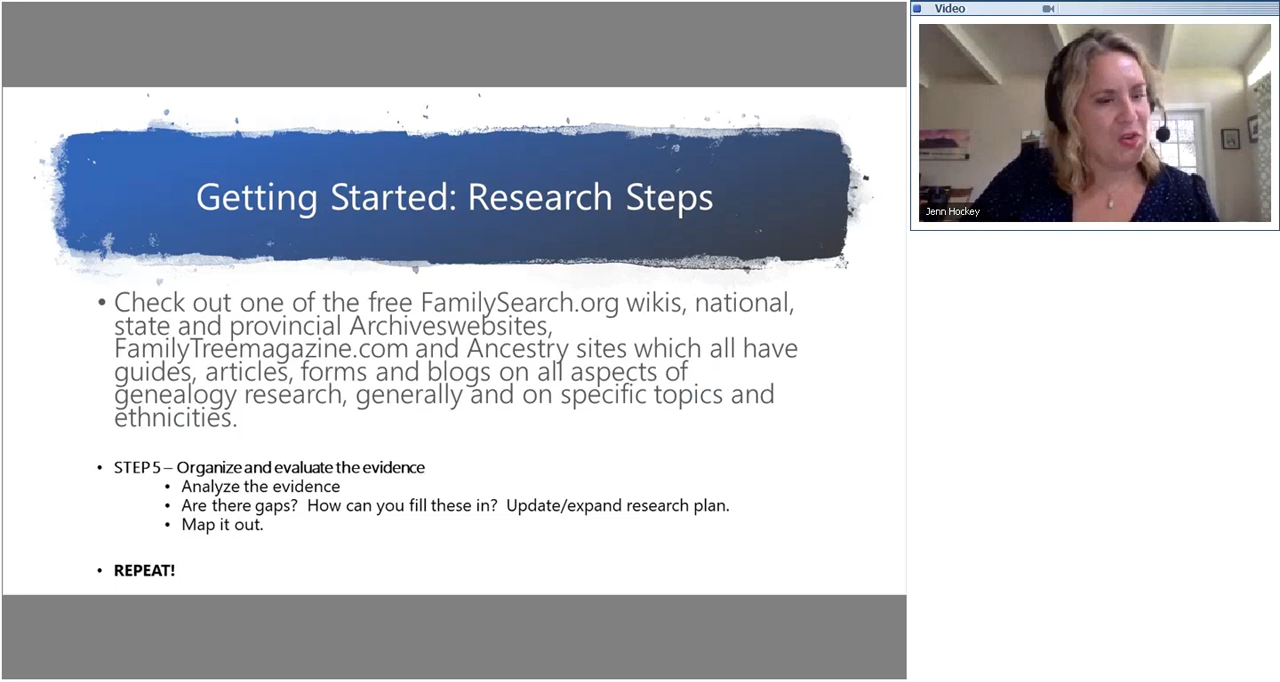 Getting Started: Research Steps
• Check out one of the free FamilySearch.org wikis, national,
state and provincial Archiveswebsites,
FamilyTreemagazine.com and Ancestry sites which all have
guides, articles, forms and blogs on all aspects of
genealogy research, generally and on specific topics and
ethnicities.
• STEP 5 – Organize and evaluate the evidence
• Analyze the evidence
• Are there gaps? How can you fill these in? Update/expand research plan.
• Map it out.
• REPEAT!
Video
Jenn Hockey